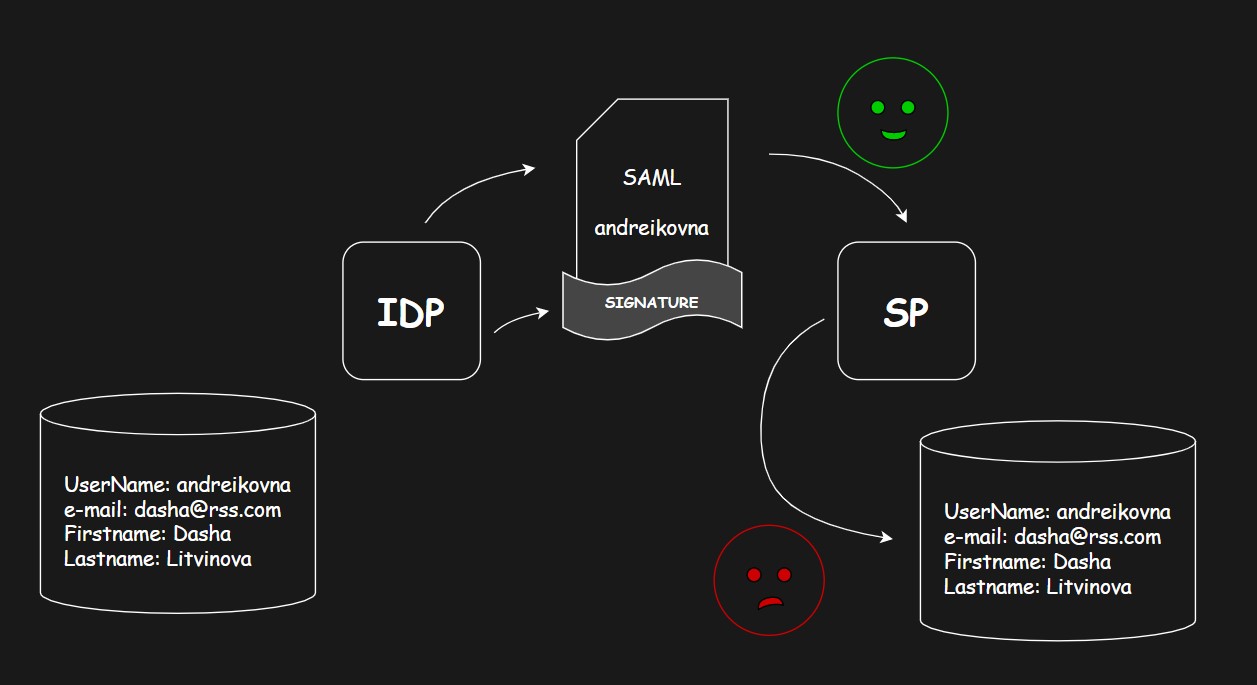 SAML
andreikovna
SIGNATURE
IDP
SP
UserName: andreikovna
e-mail: dasha@rss.com
Firstname: Dasha
Lastname: Litvinova
UserName: andreikovna
e-mail: dasha@rss.com
Firstname: Dasha
Lastname: Litvinova